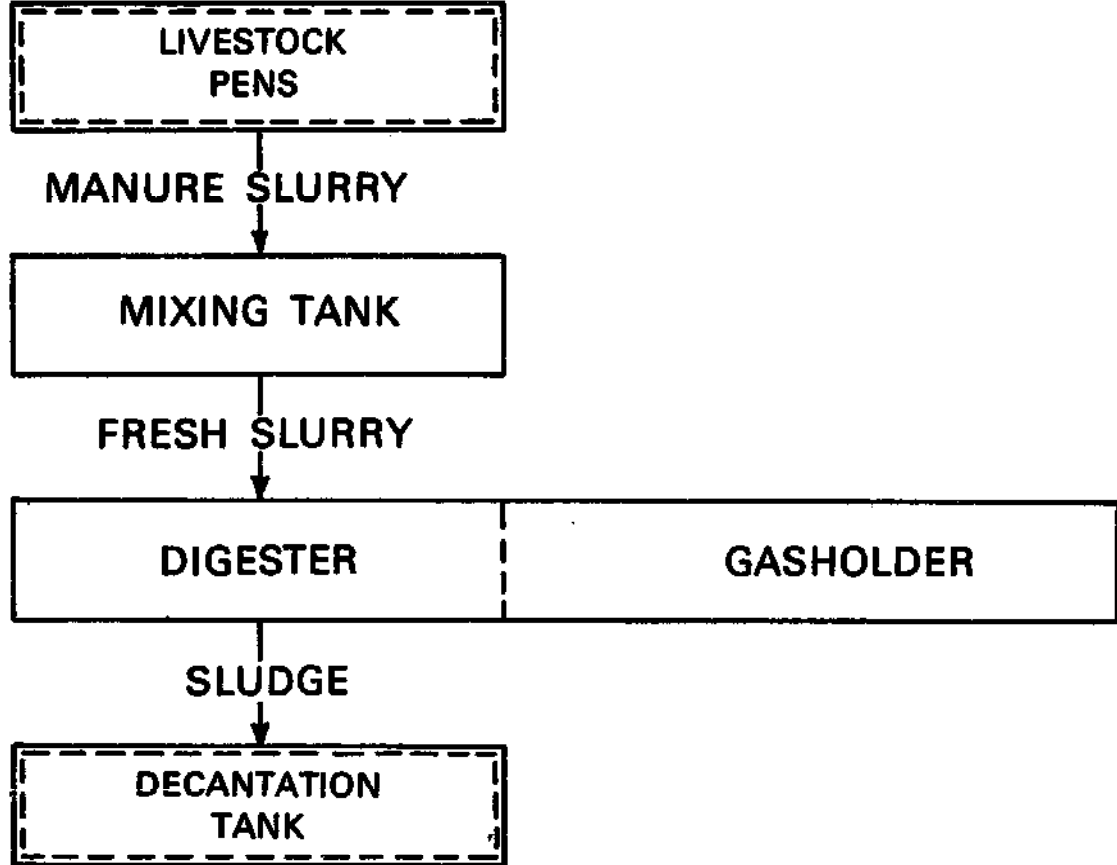 LIVESTOCK
PENS
MANURE SLURRY
MIXING TANK
FRESH SLURRY
DIGESTER
GASHOLDER
SLUDGE
DECANTATION
TANK